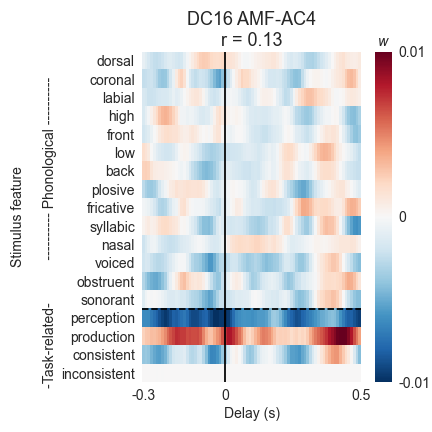 DC16 AMF-AC4
r = 0.13
w
dorsal
coronal
labial
high
front
low
back
plosive
fricative
syllabic
nasal
voiced
obstruent
sonorant
perception
production
consistent
inconsistent
Stimulus feature
-Task-related- ---------- Phonological ----------
0.01
0
-0.01
-0.3 0 0.5
Delay (s)